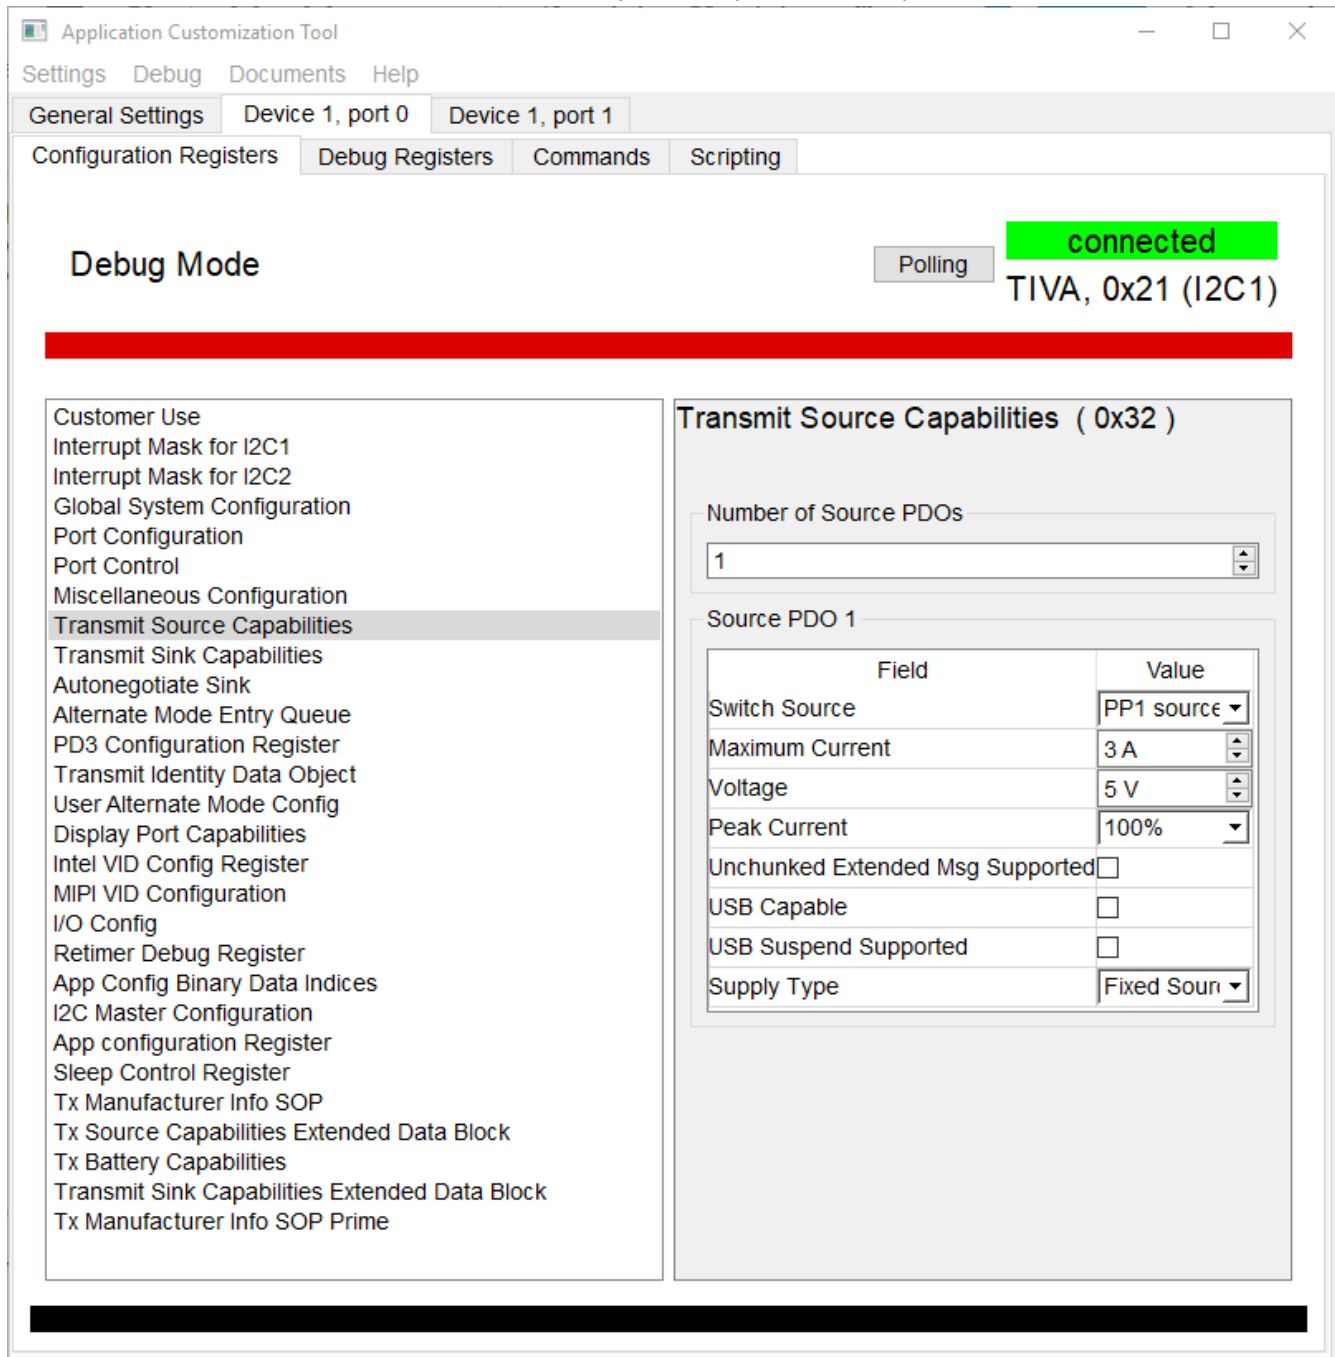 Application Customization Tool
Settings Debug Documents Help
General Settings Device 1, port 0 Device 1, port 1
Configuration Registers Debug Registers Commands Scripting
Debug Mode
Polling
connected
TIVA, 0x21 (I2C1)
Customer Use
Interrupt Mask for I2C1
Interrupt Mask for I2C2
Global System Configuration
Port Configuration
Port Control
Miscellaneous Configuration
Transmit Source Capabilities
Transmit Sink Capabilities
Autonegotiate Sink
Alternate Mode Entry Queue
PD3 Configuration Register
Transmit Identity Data Object
User Alternate Mode Config
Display Port Capabilities
Intel VID Config Register
MIPI VID Configuration
I/O Config
Retimer Debug Register
App Config Binary Data Indices
I2C Master Configuration
App configuration Register
Sleep Control Register
Tx Manufacturer Info SOP
Tx Source Capabilities Extended Data Block
Tx Battery Capabilities
Transmit Sink Capabilities Extended Data Block
Tx Manufacturer Info SOP Prime
Transmit Source Capabilities ( 0x32 )
Number of Source PDOs
1
Source PDO 1
Field Value
Switch Source PP1 source
Maximum Current 3 A
Voltage 5 V
Peak Current 100%
Unchunked Extended Msg Supported
USB Capable
USB Suspend Supported
Supply Type Fixed Sour